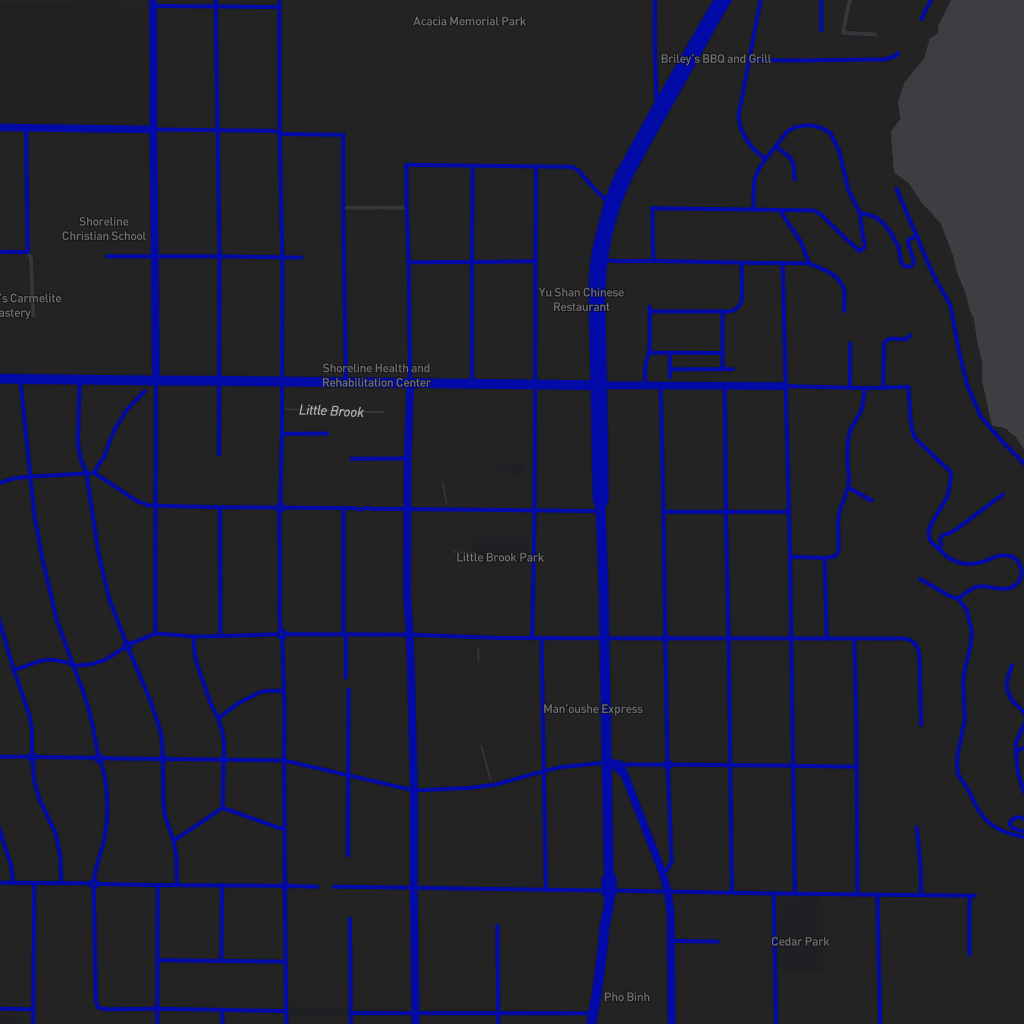 Acacia Memorial Park
Briley's BBQ and Grill
Shoreline
Christian School
's Carmelite
astery
Yu Shan Chinese
Restaurant
Shoreline Health and
Rehabilitation Center
Little Brook
Little Brook Park
Man'oushe Express
Cedar Park
Pho Binh